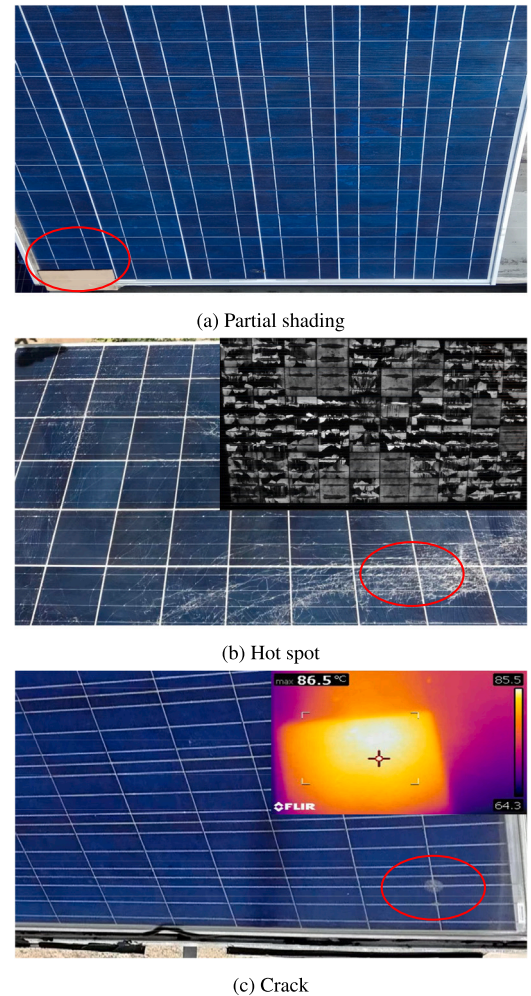 (a) Partial shading
(b) Hot spot
max 86.5 °C
85.5
FLIR
64.3
(c) Crack